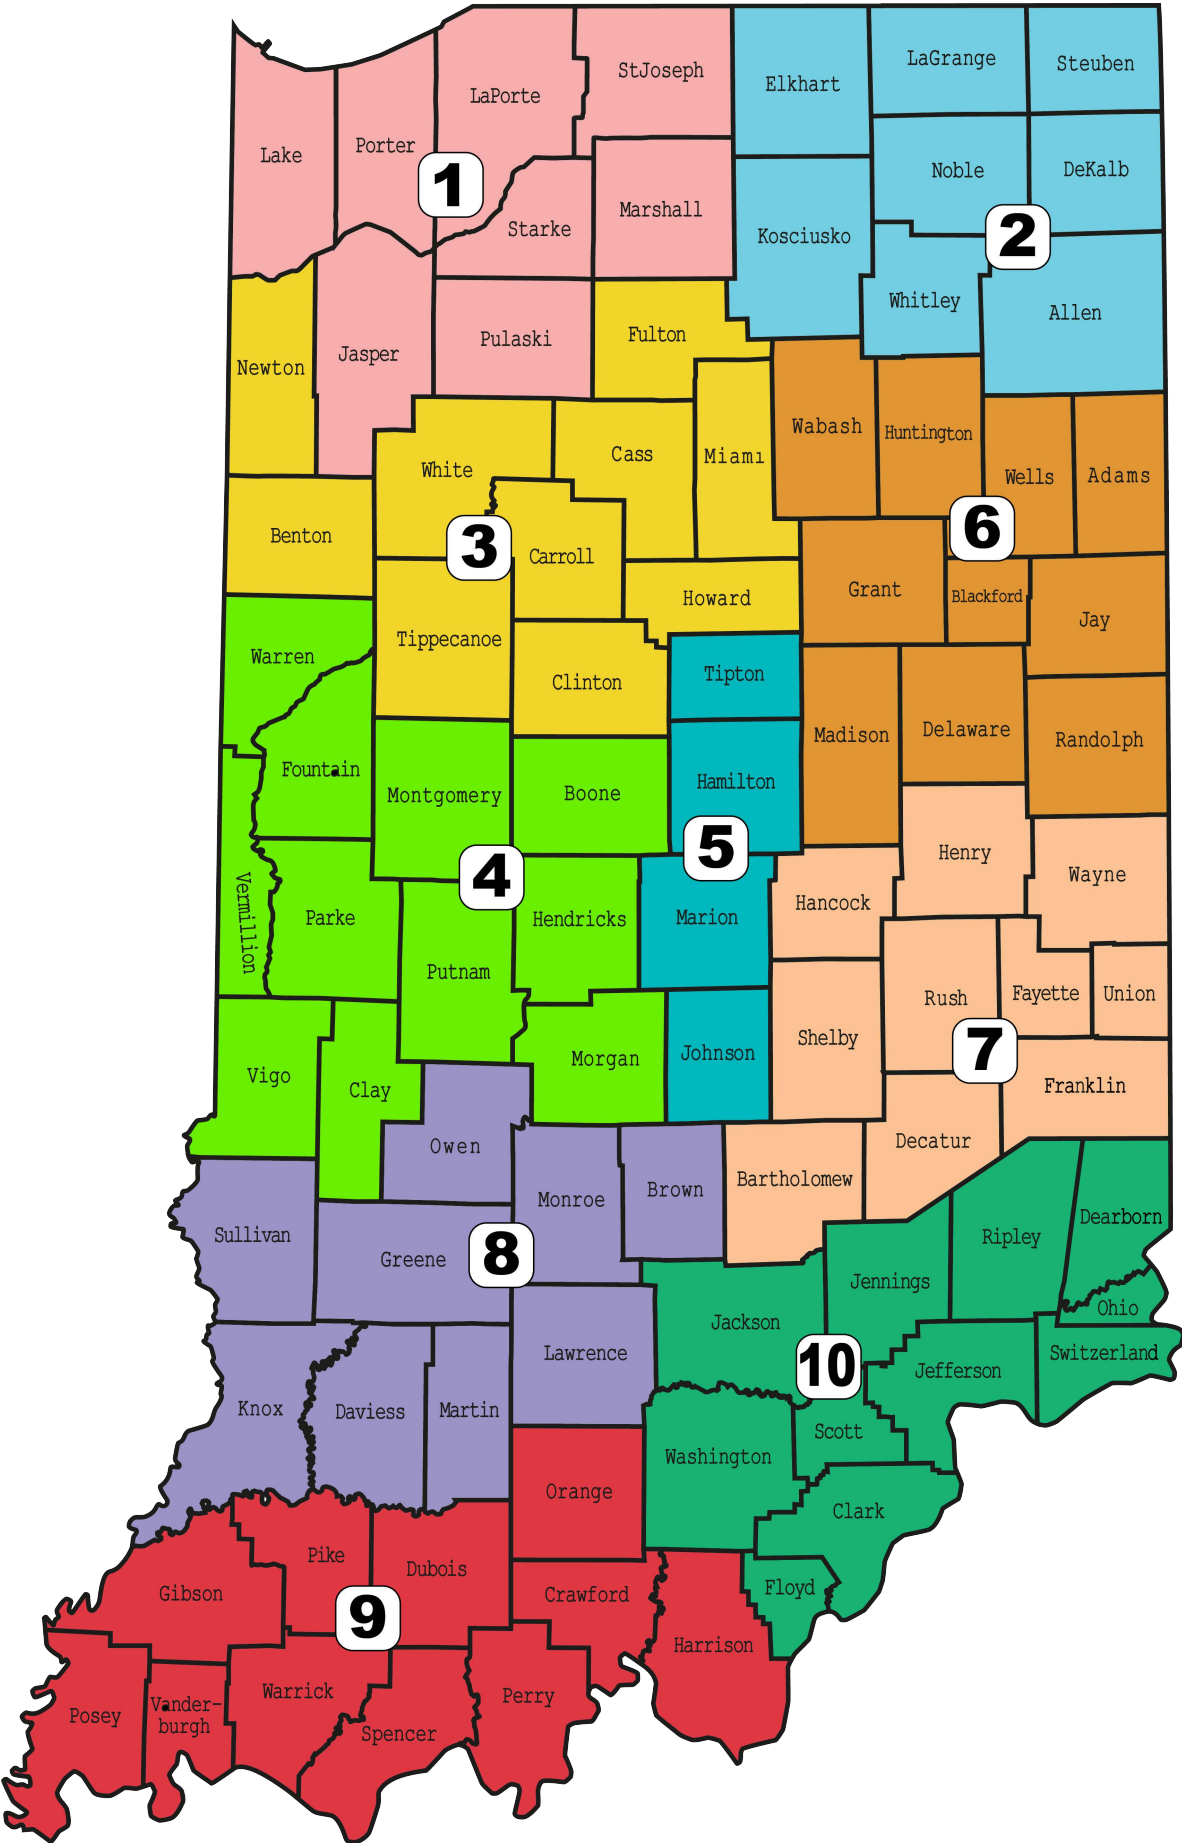 StJoseph
LaGrange
Steuben
Elkhart
LaPorte
Lake
Porter
1
Noble
DeKalb
Marshall
Starke
Kosciusko
2
Whitley
Allen
Pulaski
Fulton
Jasper
Newton
Wabash
Huntington
White
Cass
Miamı
Wells
Adams
Benton
3
Carroll
6
Grant
Blackford
Howard
Jay
Tippecanoe
Warren
Clinton
Tipton
Madison
Delaware
Randolph
Fountain
Montgomery
Boone
Hamilton
5
Henry
Wayne
4
Vermillion
Parke
Hendricks
Marion
Hancock
Putnam
Rush
Fayette
Union
Vigo
Clay
Morgan
Johnson
Shelby
7
Franklin
Owen
Decatur
Monroe
Brown
Bartholomew
Sullivan
Greene
8
Dearborn
Ripley
Jennings
Ohio
Jackson
Lawrence
10
Jefferson
Switzerland
Knox
Daviess
Martin
Scott
Washington
Orange
Clark
Pike
Dubois
Gibson
Crawford
Floyd
9
Harrison
Warrick
Perry
Posey
Vander-
burgh
Spencer